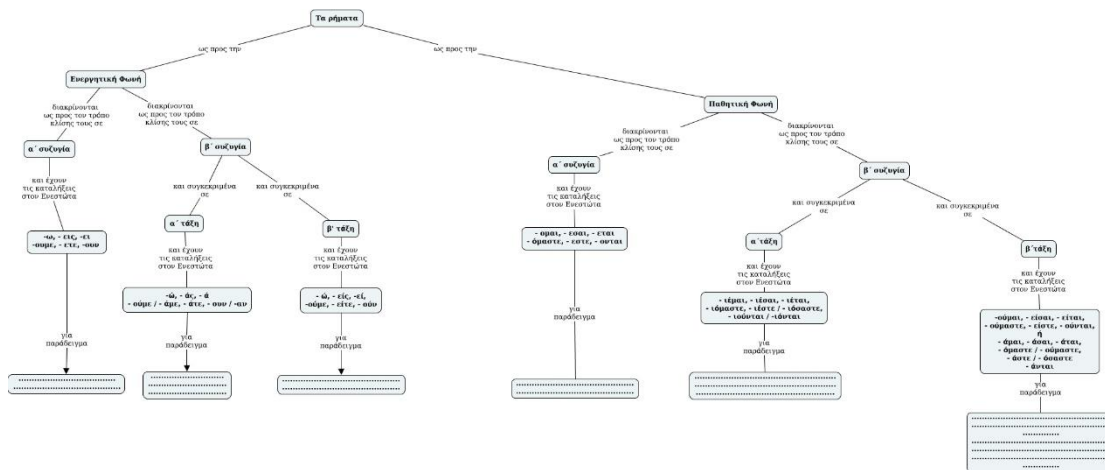 Τα ρήματα
ως προς την
ως προς την
Ενεργητική Φωνή
Παθητική Φωνή
διακρίνονται
ως προς τον τρόπο
κλίσης τους σε
διακρίνονται
ως προς τον τρόπο
κλίσης τους σε
διακρίνονται
ως προς τον τρόπο
κλίσης τους σε
διακρίνονται
ως προς τον τρόπο
κλίσης τους σε
α΄ συζυγία
β΄ συζυγία
α΄ συζυγία
β΄ συζυγία
και έχουν
τις καταλήξεις
στον Ενεστώτα
και συγκεκριμένα
σε
και συγκεκριμένα
σε
και έχουν
τις καταλήξεις
στον Ενεστώτα
και συγκεκριμένα
σε
και συγκεκριμένα
σε
-ω, - εις, -ει
-ουμε, - ετε, -ουν
α΄ τάξη
β' τάξη
- ομαι, - εσαι, - εται
- όμαστε, - εστε, - ονται
α΄τάξη
β΄τάξη
και έχουν
τις καταλήξεις
στον Ενεστώτα
και έχουν
τις καταλήξεις
στον Ενεστώτα
και έχουν
τις καταλήξεις
στον Ενεστώτα
και έχουν
τις καταλήξεις
στον Ενεστώτα
-ώ, - άς, - ά
- ούμε / - άμε, - άτε, - ουν / -αν
- ώ, - είς, -εί,
-ούμε, - είτε, - ούν
- ιέμαι, - ιέσαι, - ιέται,
- ιόμαστε, - ιέστε / - ιόσαστε,
- ιούνται / -ιόνται
-ούμαι, - είσαι, - είται,
- ούμαστε, - είστε, - ούνται,
ή
- άμαι, - άσαι, - άται,
- όμαστε / - ούμαστε,
- άστε / - όσαστε
- άνται
για
παράδειγμα
για
παράδειγμα
για
παράδειγμα
για
παράδειγμα
για
παράδειγμα
για
παράδειγμα